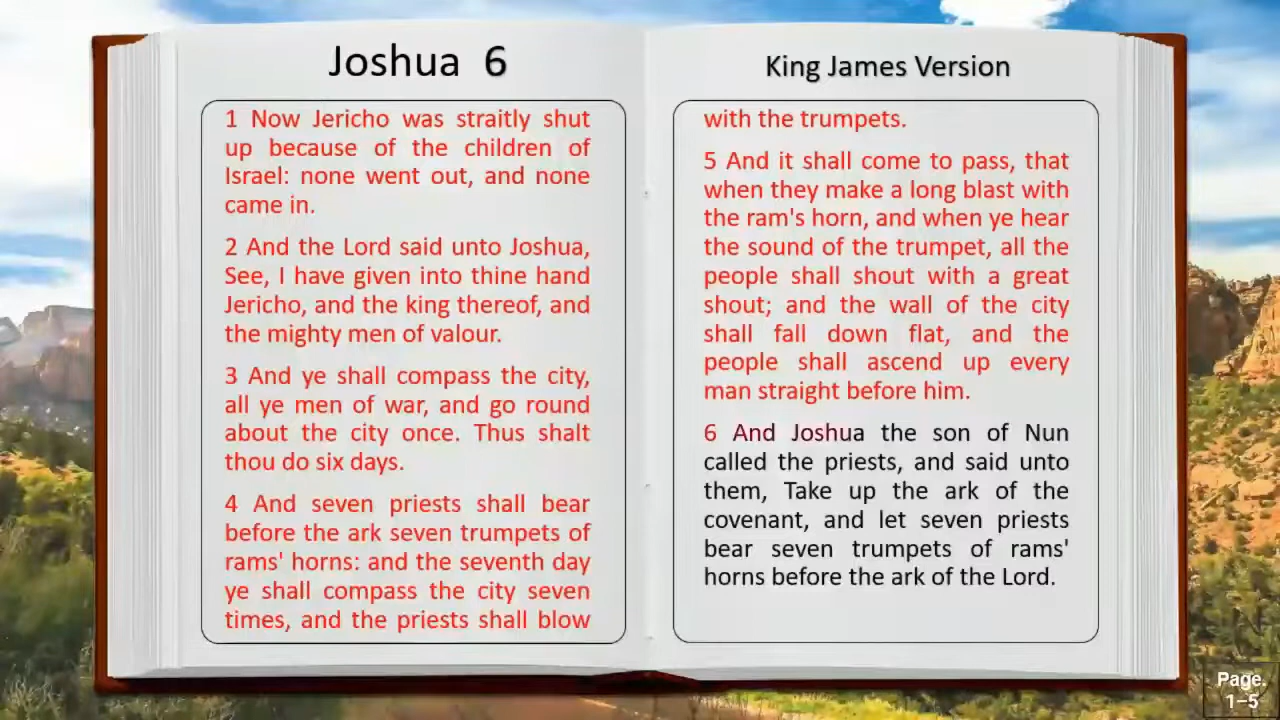 Joshua 6
1 Now Jericho was straitly shut
up because of the children of
Israel: none went out, and none
came in.
2 And the Lord said unto Joshua,
See, I have given into thine hand
Jericho, and the king thereof, and
the mighty men of valour.
3 And ye shall compass the city,
all ye men of war, and go round
about the city once. Thus shalt
thou do six days.
4 And seven priests shall bear
before the ark seven trumpets of
rams' horns: and the seventh day
ye shall compass the city seven
times, and the priests shall blow
King James Version
with the trumpets.
5 And it shall come to pass, that
when they make a long blast with
the ram's horn, and when ye hear
the sound of the trumpet, all the
people shall shout with a great
shout; and the wall of the city
shall fall down flat, and the
people shall ascend up every
man straight before him.
6 And Joshua the son of Nun
called the priests, and said unto
them, Take up the ark of the
covenant, and let seven priests
bear seven trumpets of rams'
horns before the ark of the Lord.
Page.
1-5